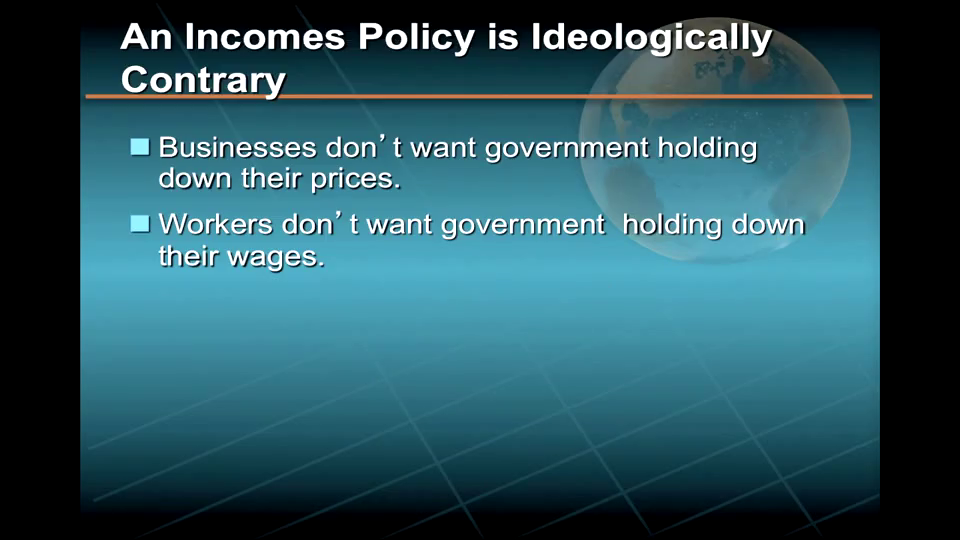 An Incomes Policy is Ideologically
Contrary
Businesses don’t want government holding
down their prices.
Workers don’t want government  holding down
their wages.